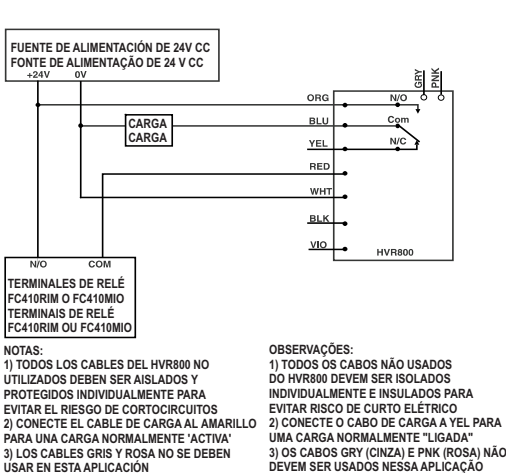 FUENTE DE ALIMENTACIÓN DE 24V CC
FONTE DE ALIMENTAÇÃO DE 24 V CC
+24V 0V
GRY
PNK
ORG
N/O
BLU
Com
CARGA
CARGA
YEL
N/C
RED
WHT
BLK
VIO
HVR800
N/O COM
TERMINALES DE RELÉ
FC410RIM O FC410MIO
TERMINAIS DE RELÉ
FC410RIM OU FC410MIO
NOTAS:
1) TODOS LOS CABLES DEL HVR800 NO
UTILIZADOS DEBEN SER AISLADOS Y
PROTEGIDOS INDIVIDUALMENTE PARA
EVITAR EL RIESGO DE CORTOCIRCUITOS
2) CONECTE EL CABLE DE CARGA AL AMARILLO
PARA UNA CARGA NORMALMENTE 'ACTIVA'
3) LOS CABLES GRIS Y ROSA NO SE DEBEN
USAR EN ESTA APLICACIÓN
OBSERVAÇÕES:
1) TODOS OS CABOS NÃO USADOS
DO HVR800 DEVEM SER ISOLADOS
INDIVIDUALMENTE E INSULADOS PARA
EVITAR RISCO DE CURTO ELÉTRICO
2) CONECTE O CABO DE CARGA A YEL PARA
UMA CARGA NORMALMENTE "LIGADA"
3) OS CABOS GRY (CINZA) E PNK (ROSA) NÃO
DEVEM SER USADOS NESSA APLICAÇÃO